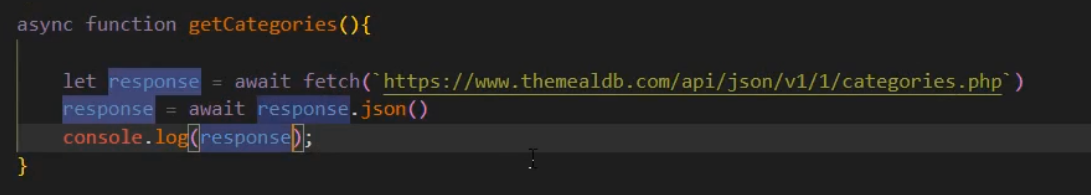 async function getCategories(){
let response = await fetch(`https://www.themealdb.com/api/json/v1/1/categories.php`)
response = await response.json()
console.log(response);
}